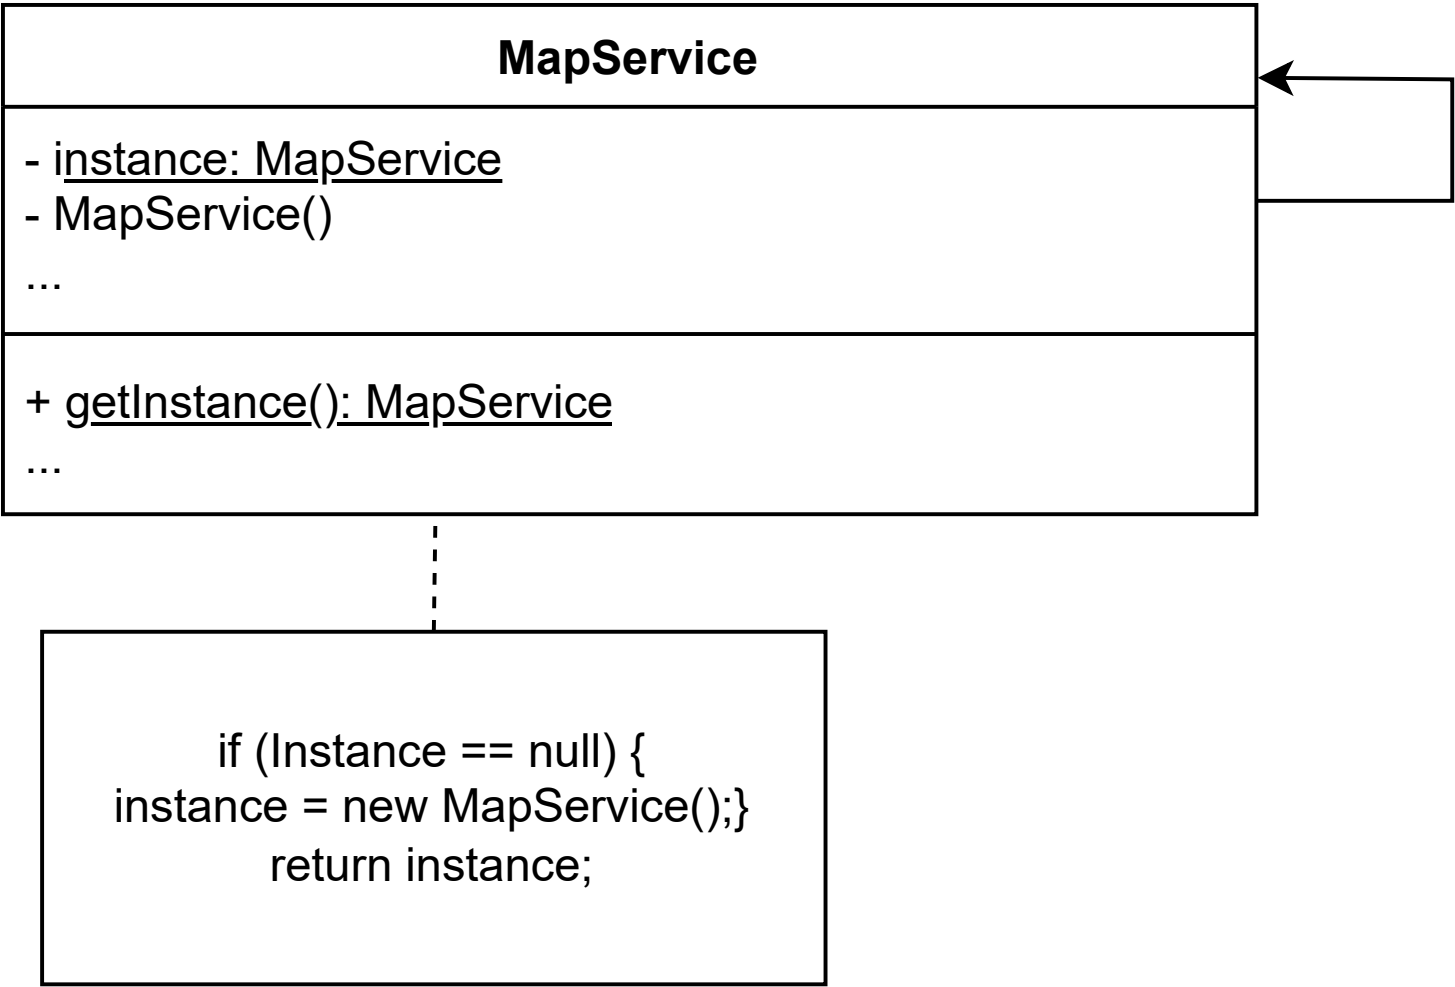 MapService
- instance: MapService
- MapService()
...
+ getInstance(): MapService
...
if (Instance == null) {
instance = new MapService();}
return instance;